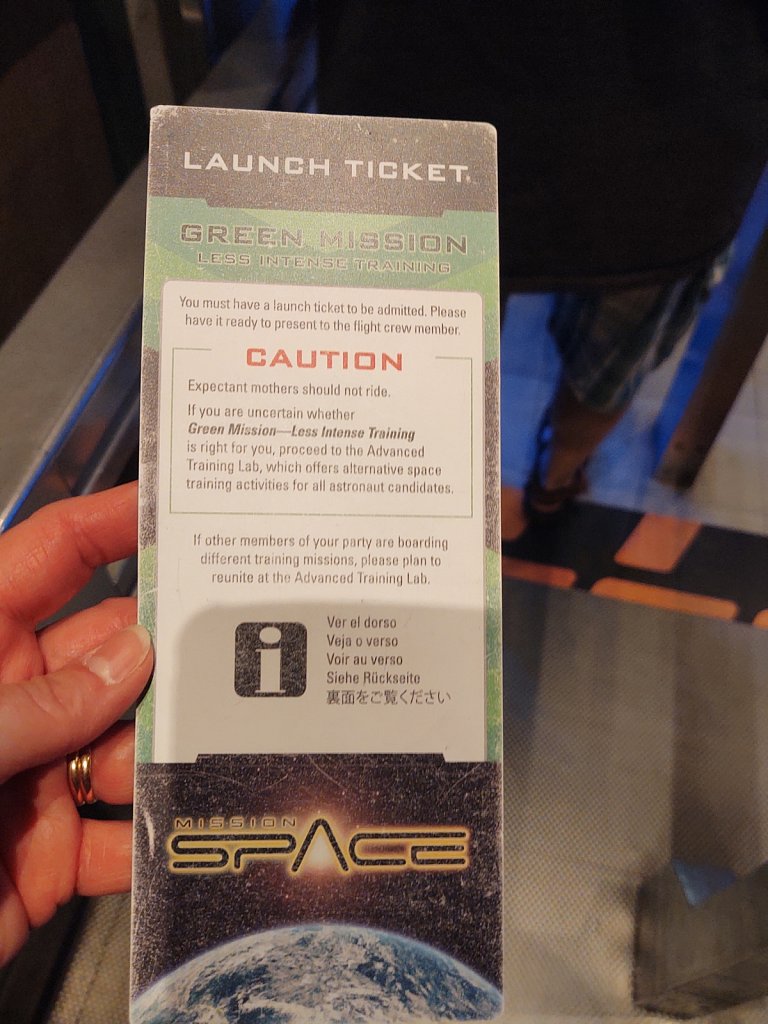 LAUNCH TICKET.
GREEN MISSION
LESS INTENSE TRAINING
You must have a launch ticket to be admitted. Please
have it ready to present to the flight crew member.
CAUTION
Expectant mothers should not ride.
If you are uncertain whether
Green Mission—Less Intense Training
is right for you, proceed to the Advanced
Training Lab, which offers alternative space
training activities for all astronaut candidates.
If other members of your party are boarding
different training missions, please plan to
reunite at the Advanced Training Lab.
i
Ver el dorso
Veja o verso
Voir au verso
Siehe Rückseite
裏面をご覧ください
MISSION
SPACE